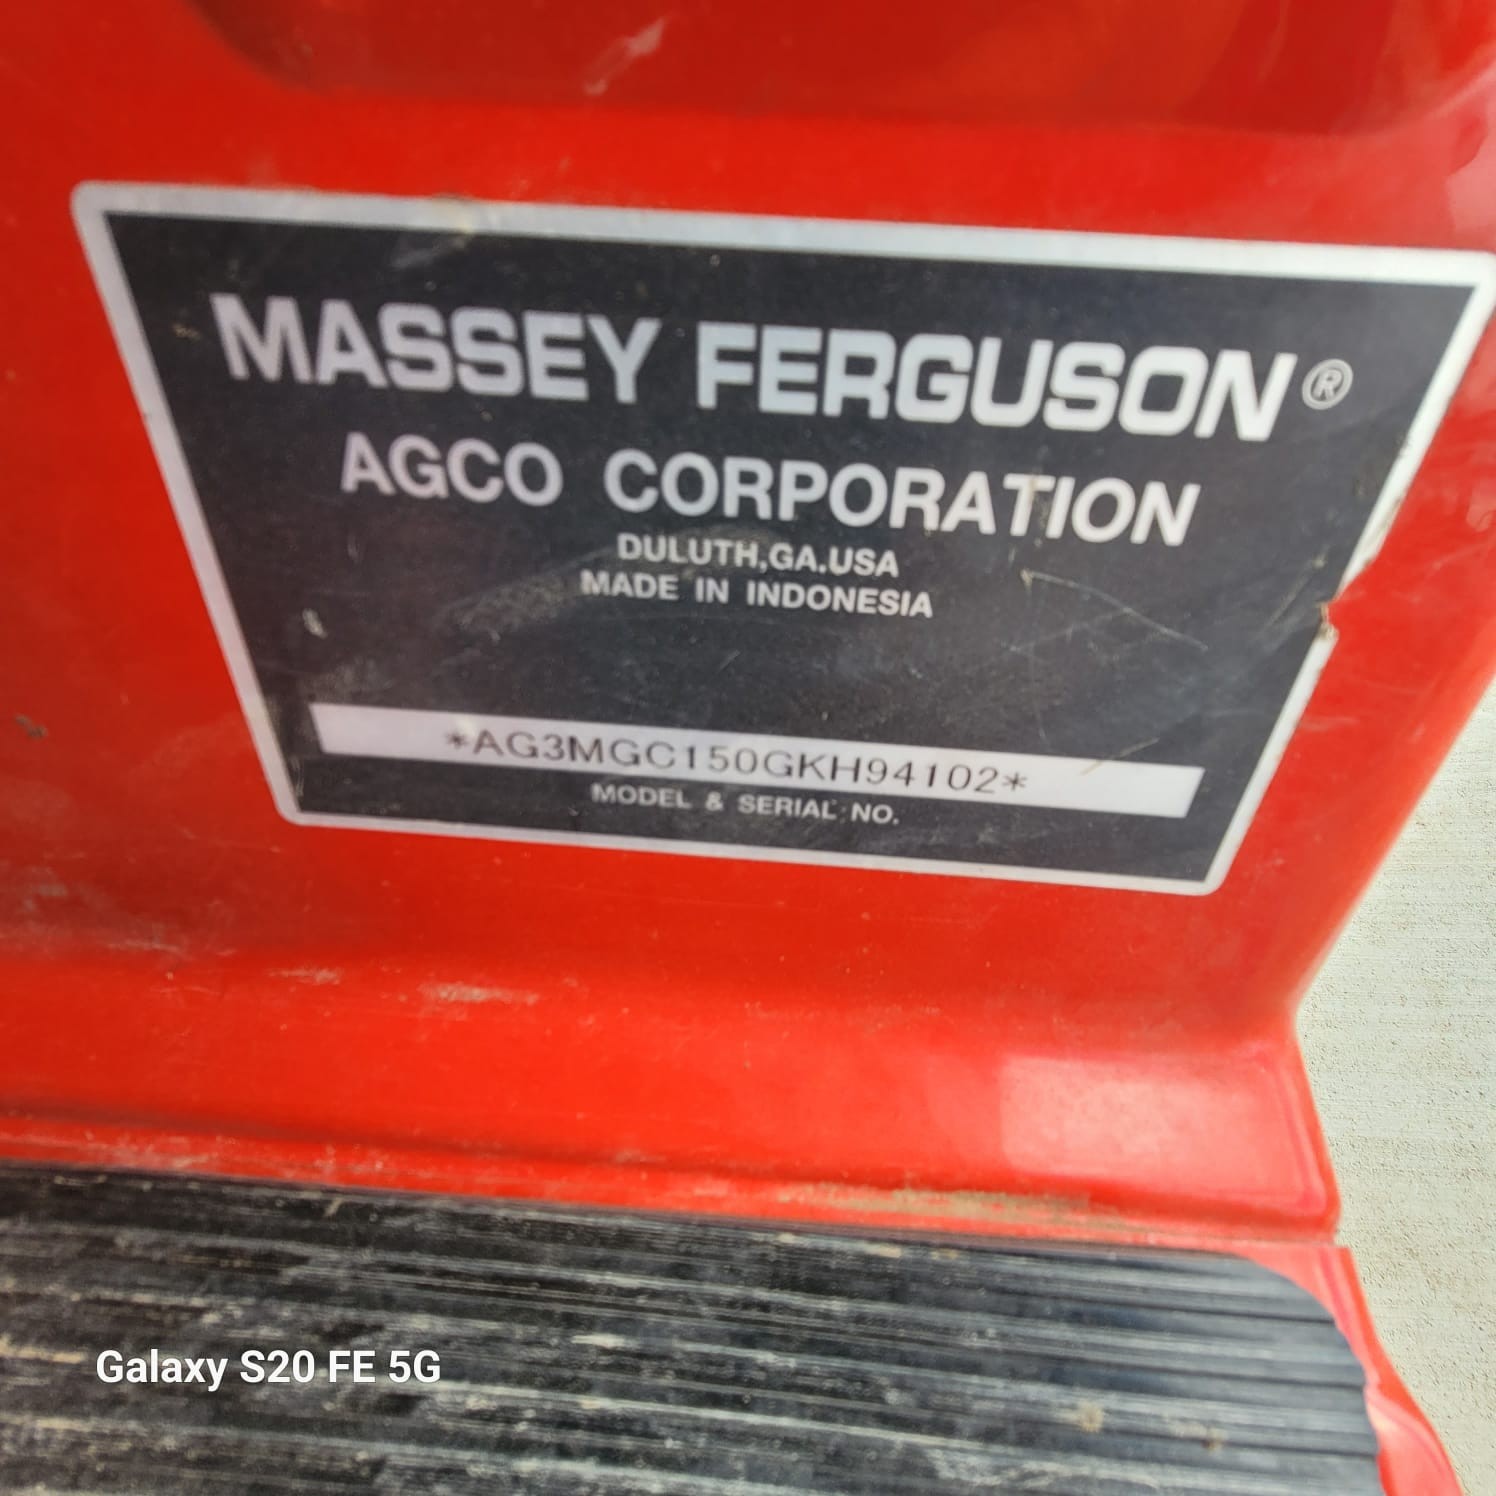 MASSEY FERGUSON®
AGCO CORPORATION
DULUTH,GA.USA
MADE IN INDONESIA
*AG3MGC150GKH94102*
MODEL & SERIAL NO.
Galaxy S20 FE 5G